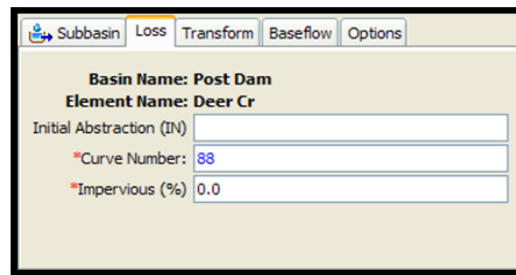 Subbasin Loss Transform Baseflow Options
Basin Name: Post Dam
Element Name: Deer Cr
Initial Abstraction (IN)
*Curve Number: 88
*Impervious (%) 0.0